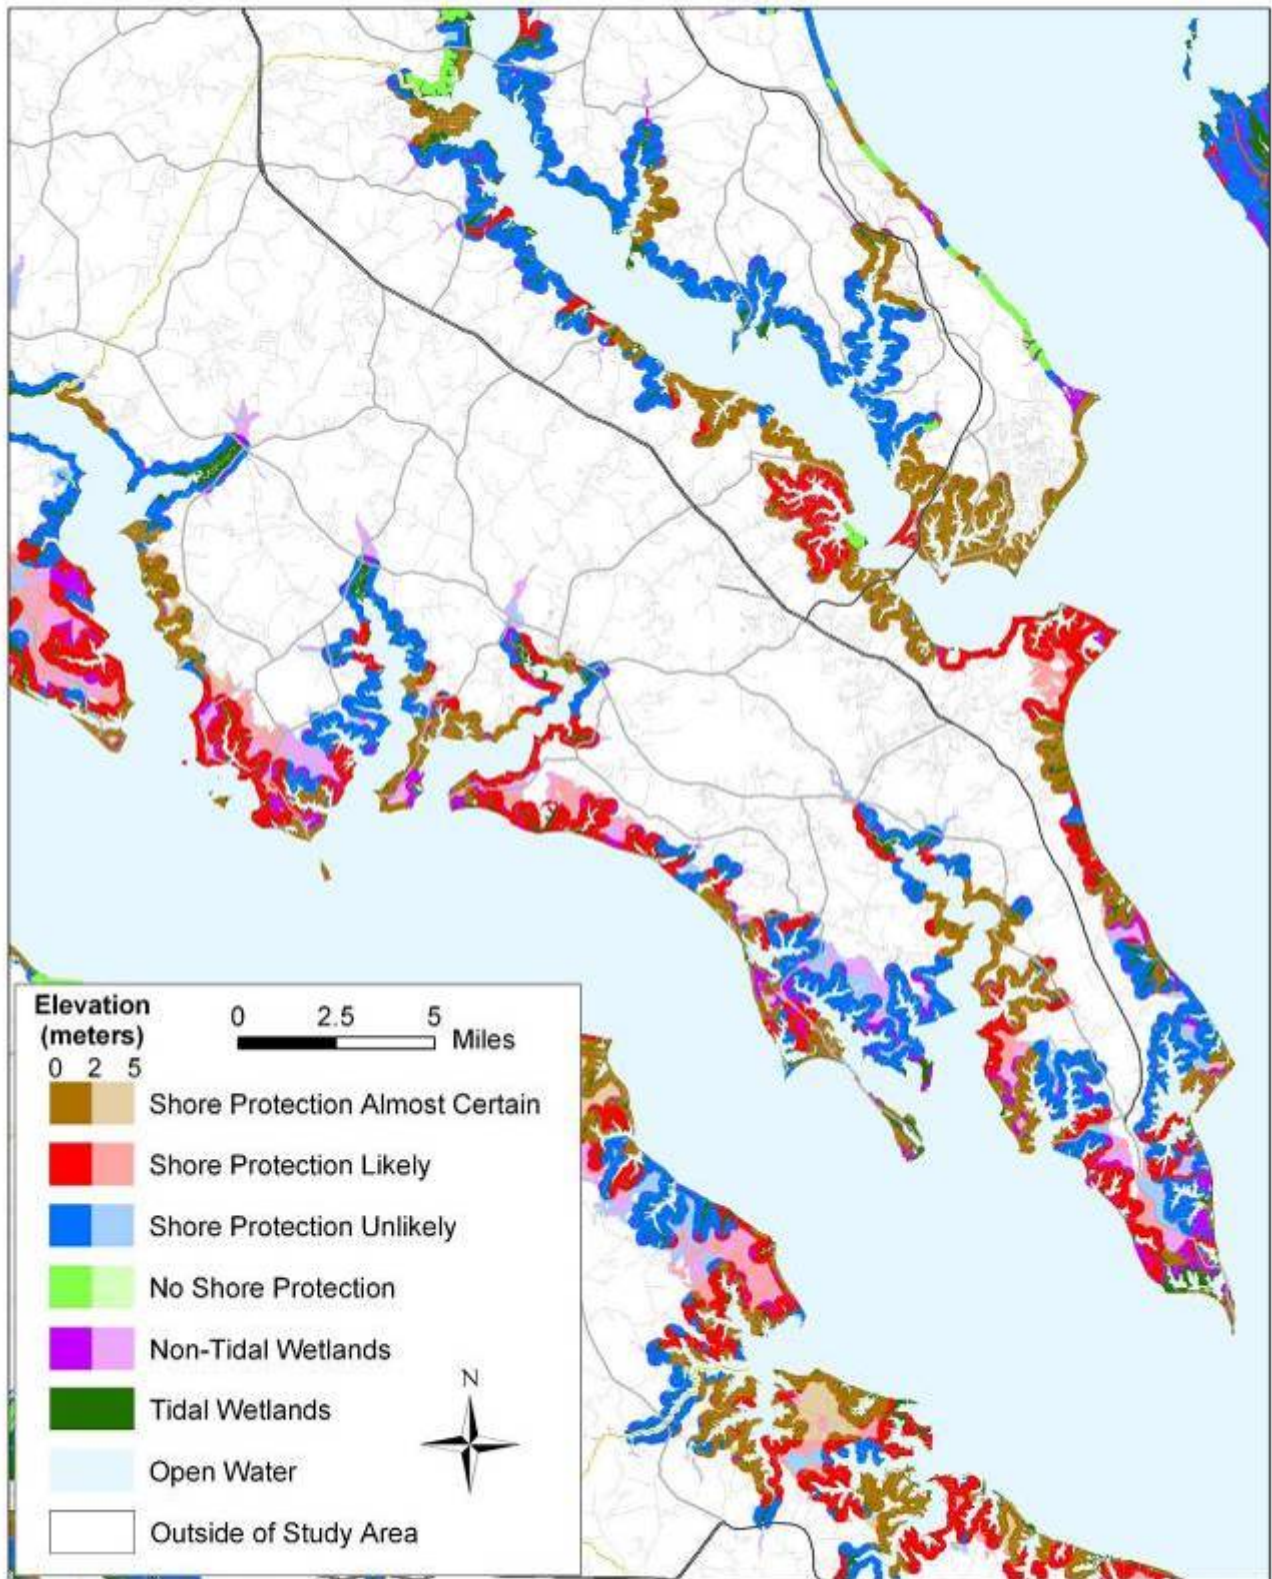 Elevation
(meters)
0 2 5
0 2.5 5
Miles
Shore Protection Almost Certain
Shore Protection Likely
Shore Protection Unlikely
No Shore Protection
Non-Tidal Wetlands
Tidal Wetlands
Open Water
Outside of Study Area
N